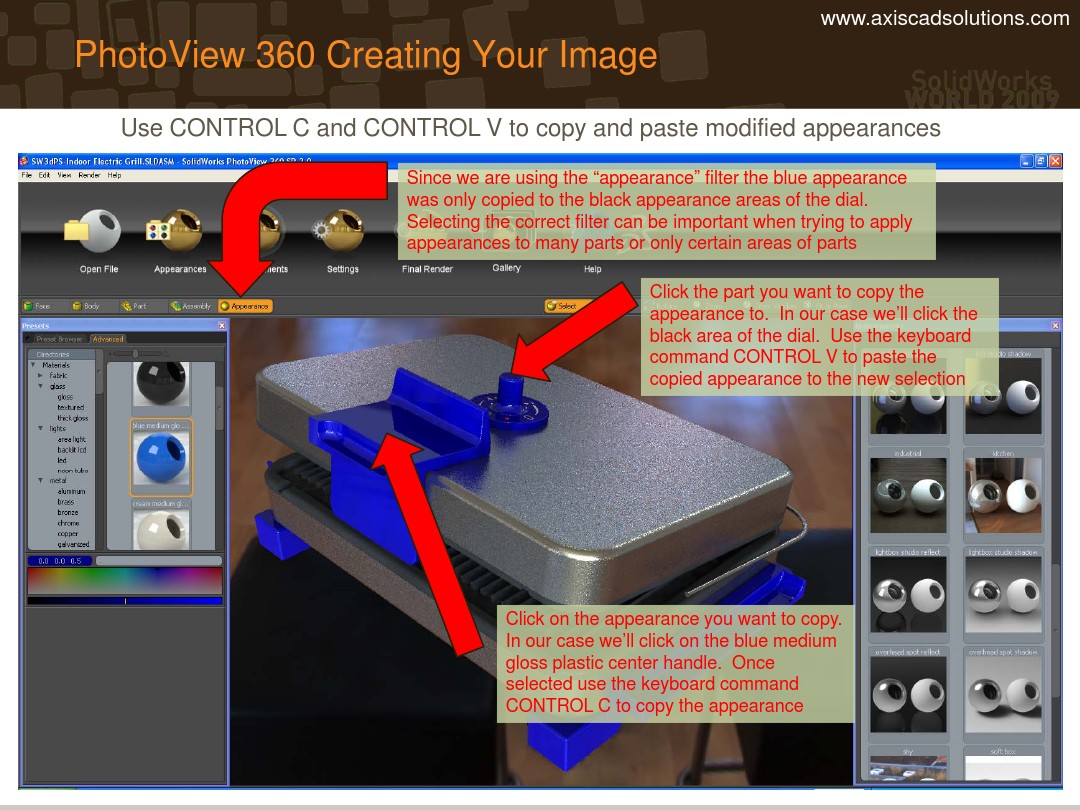 www.axiscadsolutions.com
PhotoView 360 Creating Your Image
SolidWorks
WORLD 2009
Use CONTROL C and CONTROL V to copy and paste modified appearances
SW3dPS-Indoor Electric Grill.SLDASM - SolidWorks PhotoView 360 SP 2.0
File Edit View Render Help
Since we are using the “appearance” filter the blue appearance
was only copied to the black appearance areas of the dial.
Selecting the correct filter can be important when trying to apply
appearances to many parts or only certain areas of parts
Open File
Appearances
ments
Settings
Final Render
Gallery
Help
Face
Body
Part
Assembly
Appearance
Select
Click the part you want to copy the
appearance to.  In our case we’ll click the
black area of the dial.  Use the keyboard
command CONTROL V to paste the
copied appearance to the new selection
Presets
Preset Browser
Advanced
Directories
Materials
fabric
glass
gloss
textured
thick gloss
lights
area light
backlit lcd
led
neon tube
metal
aluminum
brass
bronze
chrome
copper
galvanized
blue medium glo...
cream medium gl...
0.0 0.0 0.5
studio shadow
industrial
kitchen
lightbox studio reflect
lightbox studio shadow
overhead spot reflect
overhead spot shadow
sky
soft box
Click on the appearance you want to copy.
In our case we’ll click on the blue medium
gloss plastic center handle.  Once
selected use the keyboard command
CONTROL C to copy the appearance